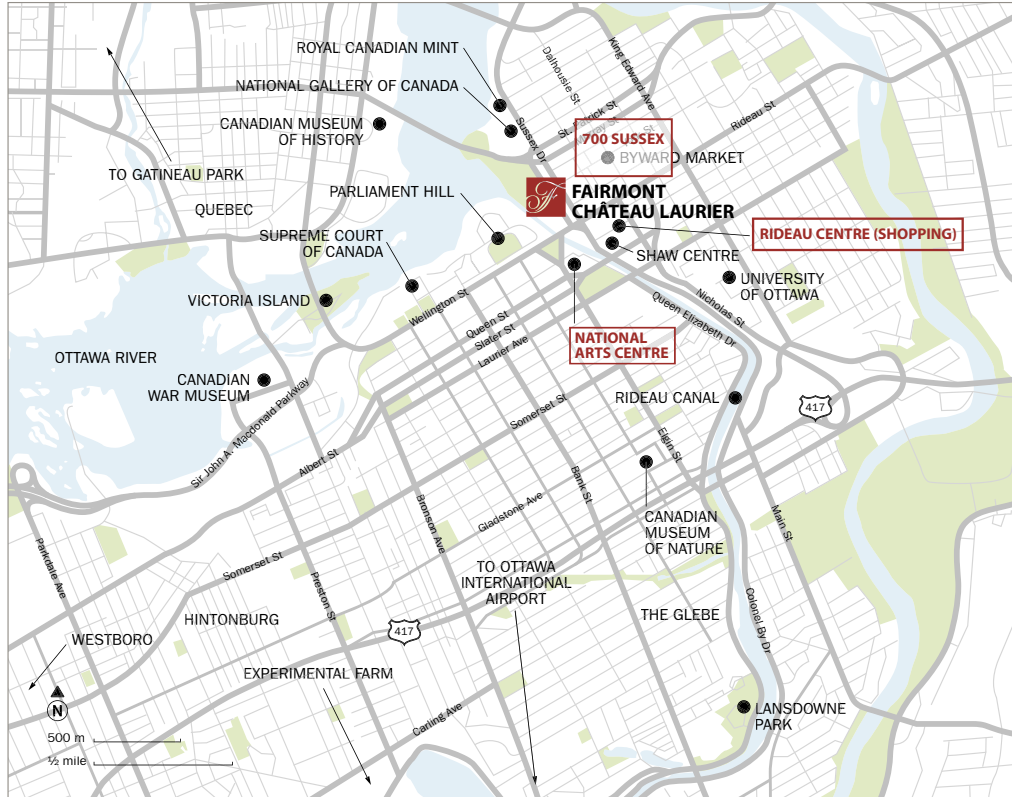 ROYAL CANADIAN MINT
NATIONAL GALLERY OF CANADA
CANADIAN MUSEUM
OF HISTORY
TO GATINEAU PARK
QUEBEC
PARLIAMENT HILL
SUPREME COURT
OF CANADA
VICTORIA ISLAND
OTTAWA RIVER
CANADIAN
WAR MUSEUM
Dalhousie St
King Edward Ave
St. Patrick St
Murray St
Sussex Dr
Rideau St
700 SUSSEX
BYWARD MARKET
FAIRMONT
CHÂTEAU LAURIER
RIDEAU CENTRE (SHOPPING)
SHAW CENTRE
UNIVERSITY
OF OTTAWA
Nicholas St
Queen Elizabeth Dr
NATIONAL
ARTS CENTRE
Wellington St
Queen St
Slater St
Laurier Ave
RIDEAU CANAL
417
Somerset St
Elgin St
Sir John A. Macdonald Parkway
Albert St
Bank St
Bronson Ave
Gladstone Ave
CANADIAN
MUSEUM
OF NATURE
Main St
Parkdale Ave
Somerset St
Preston St
TO OTTAWA
INTERNATIONAL
AIRPORT
Colonel By Dr
THE GLEBE
HINTONBURG
417
WESTBORO
EXPERIMENTAL FARM
Carling Ave
LANSDOWNE
PARK
N
500 m
½ mile